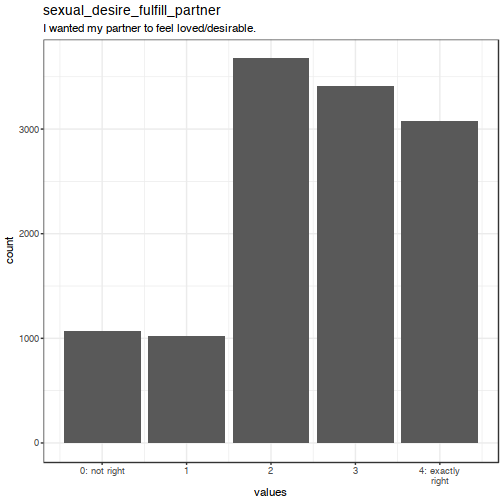 sexual_desire_fulfill_partner
I wanted my partner to feel loved/desirable.
3000
2000
1000
0
count
0: not right
1
2
3
4: exactly
right
values